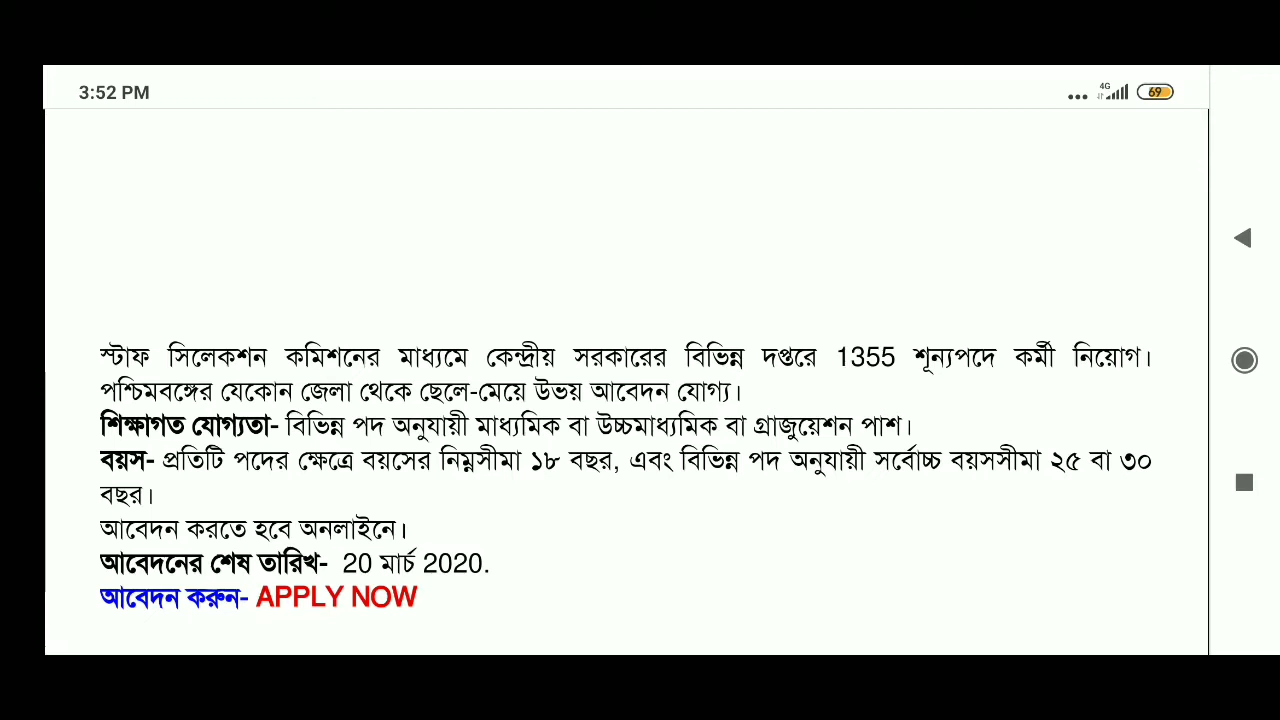 3:52 PM
4G
69
স্টাফ সিলেকশন কমিশনের মাধ্যমে কেন্দ্রীয় সরকারের বিভিন্ন দপ্তরে 1355 শূন্যপদে কর্মী নিয়োগ।
পশ্চিমবঙ্গের যেকোন জেলা থেকে ছেলে-মেয়ে উভয় আবেদন যোগ্য।
শিক্ষাগত যোগ্যতা- বিভিন্ন পদ অনুযায়ী মাধ্যমিক বা উচ্চমাধ্যমিক বা গ্রাজুয়েশন পাশ।
বয়স- প্রতিটি পদের ক্ষেত্রে বয়সের নিম্নসীমা ১৮ বছর, এবং বিভিন্ন পদ অনুযায়ী সর্বোচ্চ বয়সসীমা ২৫ বা ৩০
বছর।
আবেদন করতে হবে অনলাইনে।
আবেদনের শেষ তারিখ- 20 মার্চ 2020.
আবেদন করুন- APPLY NOW